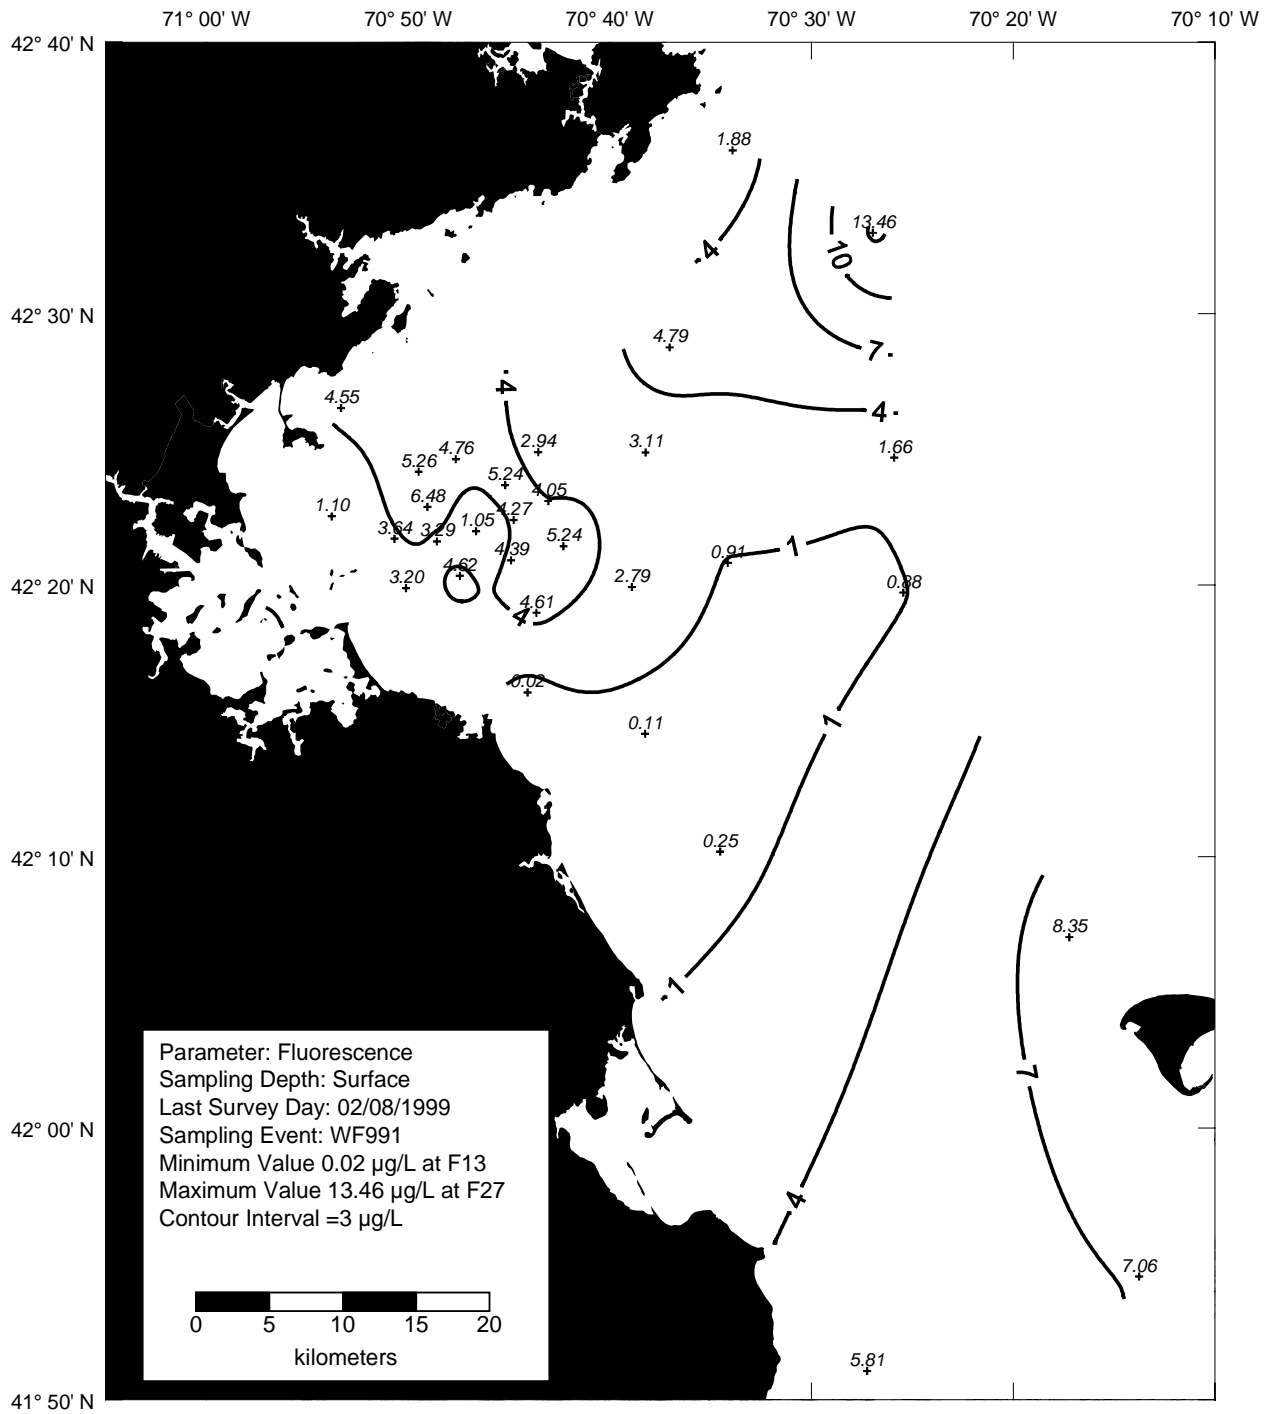 71° 00' W 70° 50' W 70° 40' W 70° 30' W 70° 20' W 70° 10' W
42° 40' N
1.88
13.46
4
10
42° 30' N
4.79
7
4
4.55
4
2.94
3.11
4.76
5.26
1.66
5.24
4.05
6.48
1.10
4.27
3.64
3.29
1.05
5.24
4.39
0.91
1
4.62
3.20
2.79
0.88
42° 20' N
4.61
4
0.02
0.11
1
0.25
42° 10' N
8.35
1
7
42° 00' N
4
7.06
5.81
41° 50' N
Parameter: Fluorescence
Sampling Depth: Surface
Last Survey Day: 02/08/1999
Sampling Event: WF991
Minimum Value 0.02 µg/L at F13
Maximum Value 13.46 µg/L at F27
Contour Interval =3 µg/L
0 5 10 15 20
kilometers